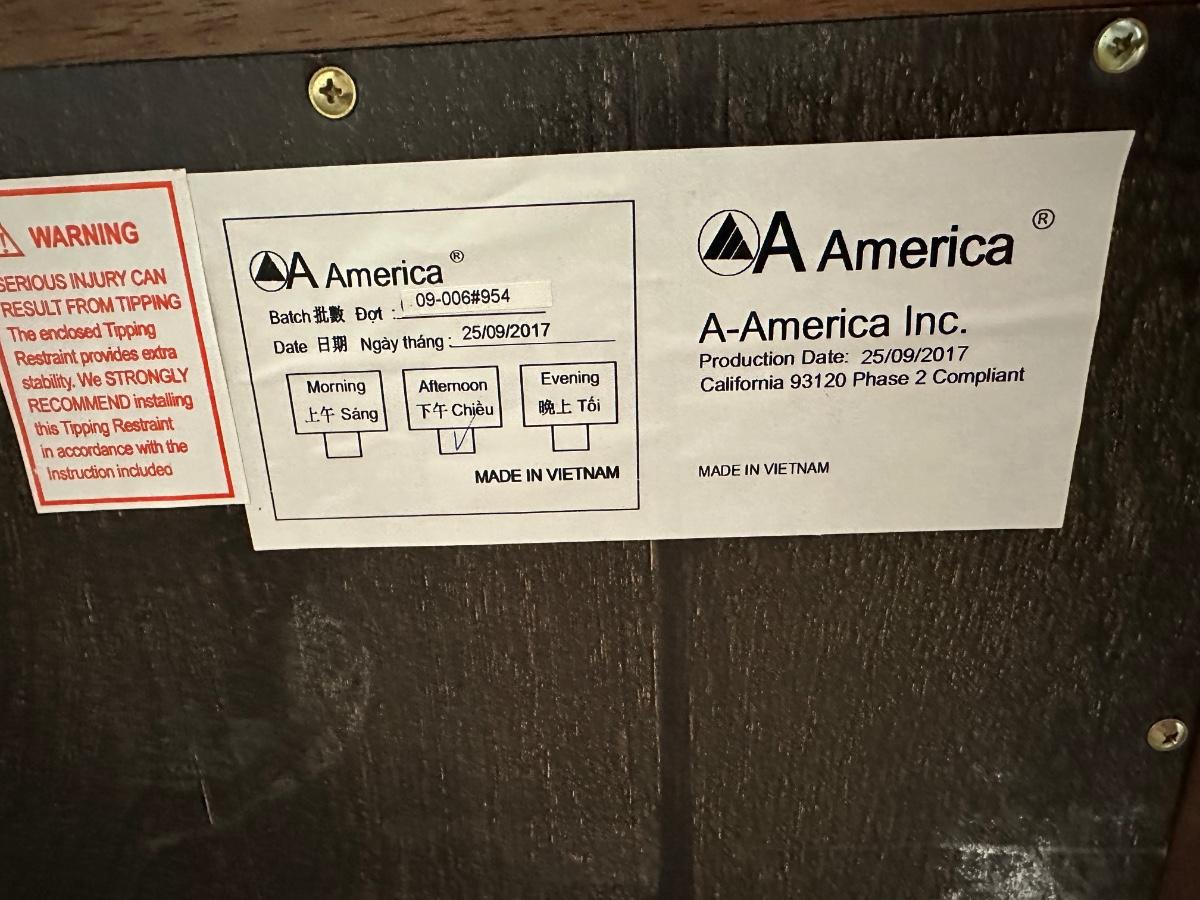 WARNING
SERIOUS INJURY CAN
RESULT FROM TIPPING
The enclosed Tipping
Restraint provides extra
stability. We STRONGLY
RECOMMEND installing
this Tipping Restraint
in accordance with the
Instruction included
A America ®
Batch 批數 Đợt : 09-006#954
Date 日期 Ngày tháng : 25/09/2017
Morning
上午 Sáng
Afternoon
下午 Chiều
Evening
晚上 Tối
MADE IN VIETNAM
A America ®
A-America Inc.
Production Date: 25/09/2017
California 93120 Phase 2 Compliant
MADE IN VIETNAM